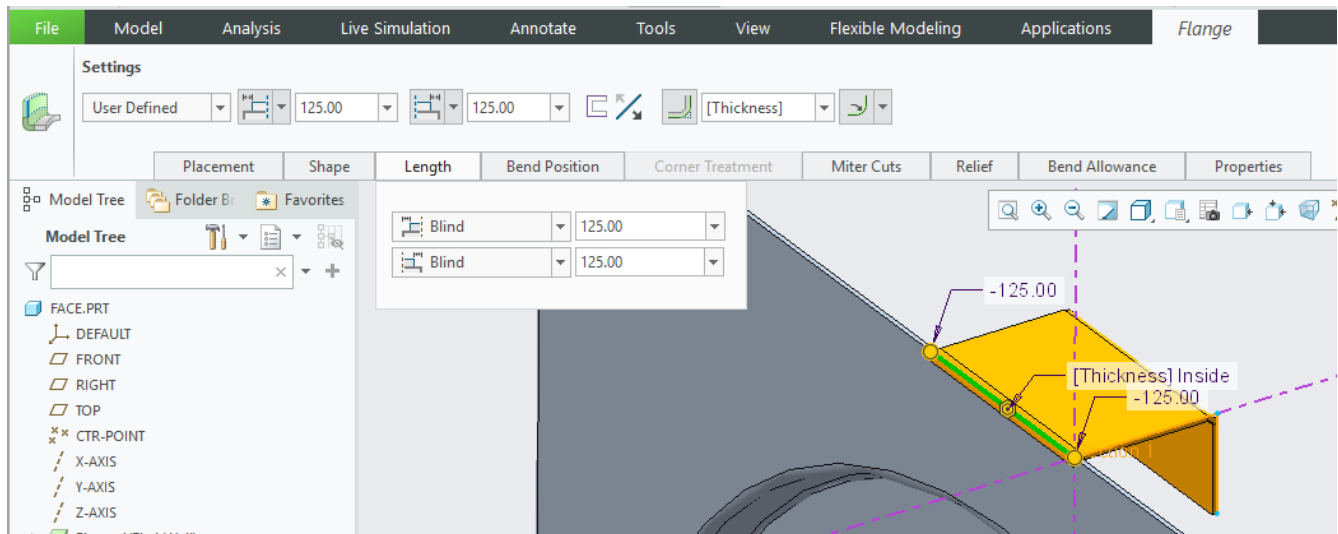 File Model Analysis Live Simulation Annotate Tools View Flexible Modeling Applications Flange
Settings
User Defined 125.00 125.00 [Thickness]
Placement Shape Length Bend Position Corner Treatment Miter Cuts Relief Bend Allowance Properties
Model Tree Folder Br Favorites
Model Tree
Blind 125.00
Blind 125.00
FACE.PRT
DEFAULT
FRONT
RIGHT
TOP
CTR-POINT
X-AXIS
Y-AXIS
Z-AXIS
-125.00
[Thickness] Inside
-125.00